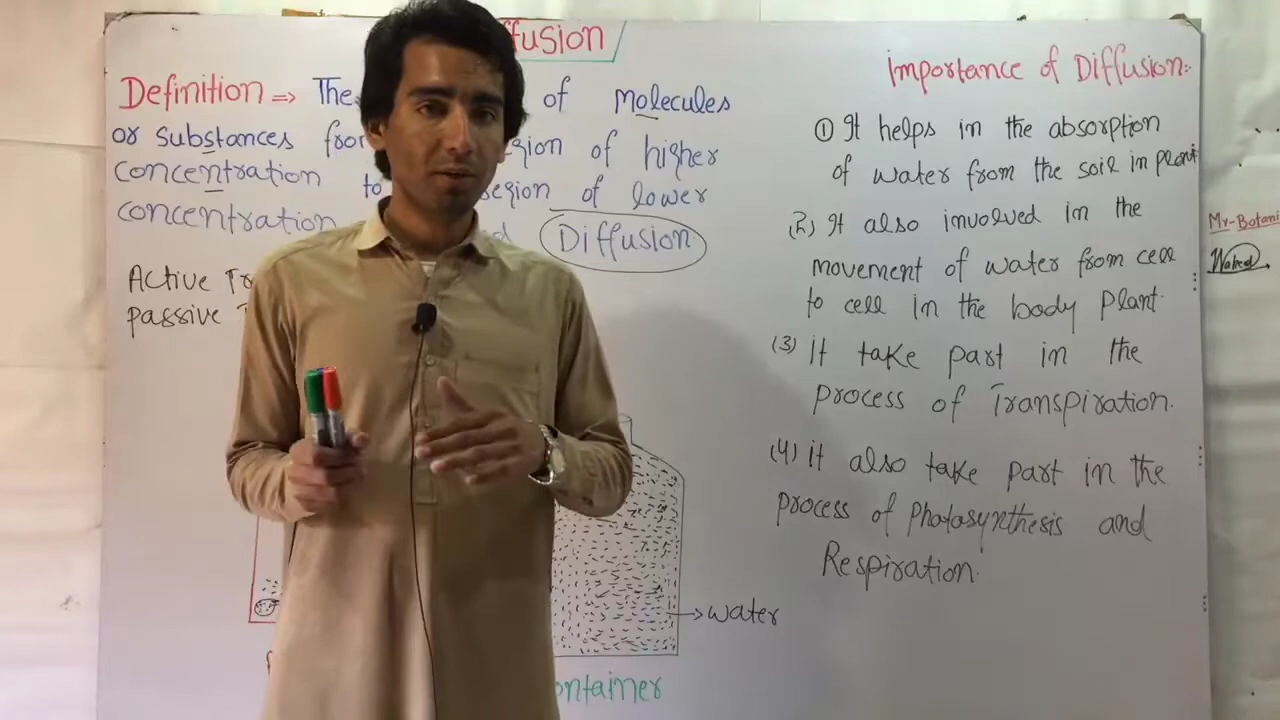 fusion
Definition => The of molecules
or substances from region of higher
concentration to region of lower
concentration Diffusion
Active
passive
water
ontainer
importance of Diffusion:
① It helps in the absorption
of water from the soil in plant
(2) It also involved in the
movement of water from cell
to cell in the body plant.
(3) it take part in the
process of Transpiration.
(4) it also take part in the
process of photosynthesis and
Respiration.
Mr-Botani
Waheed